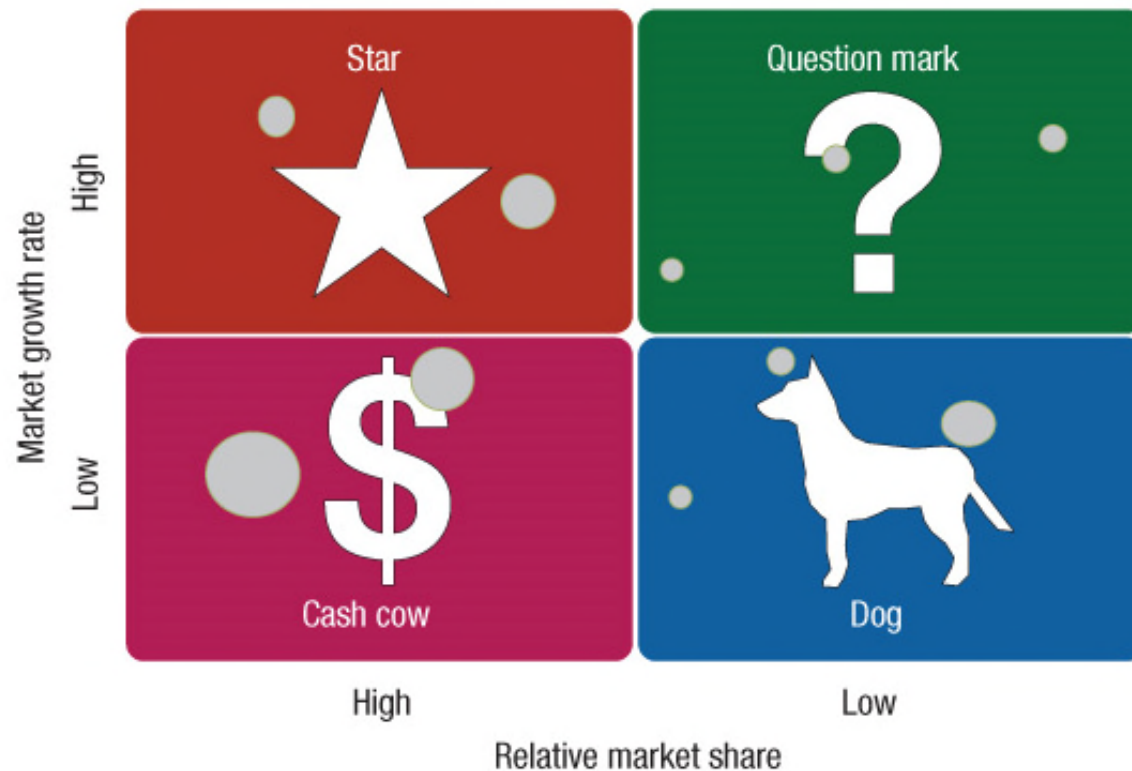 Star
Question mark
?
High
Market growth rate
$
Low
Cash cow
Dog
High
Low
Relative market share